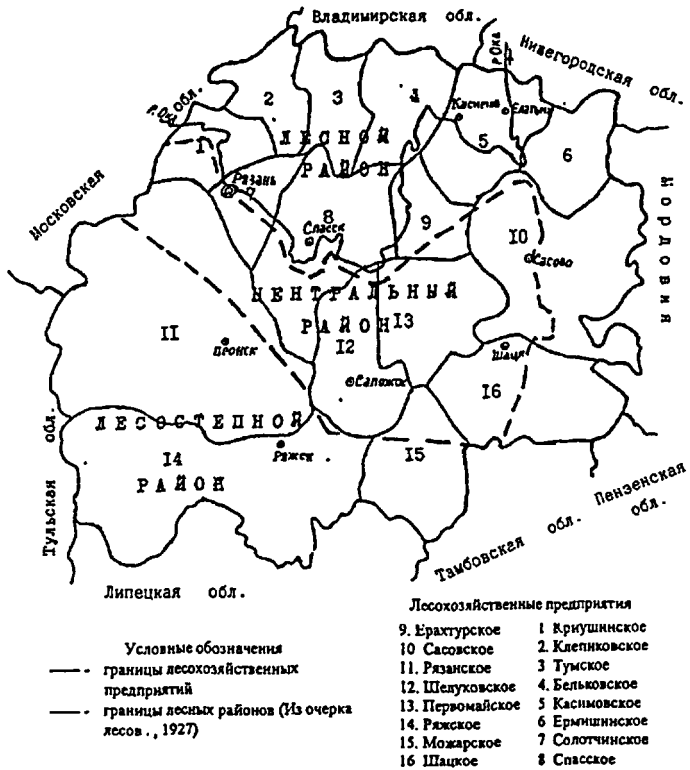 Владимирская обл.
Нижегородская обл.
р.Ока
р.Ока
обл.
Московская
2
3
4
Касимов
Елатьма
5
6
1
ЛЕСНОЙ
РАЙОН
Рязань
8
Спасск
9
10
Сасово
Мордовия
ЦЕНТРАЛЬНЫЙ
РАЙОН
11
12
13
Пронск
Шацк
Сапожок
16
ЛЕСОСТЕПНОЙ
РАЙОН
14
Ряжск
15
Тульская обл.
Пензенская обл.
Тамбовская обл.
Липецкая обл.
Лесохозяйственные предприятия
9. Ерахтурское
10 Сасовское
11. Рязанское
12. Шелуховское
13. Первомайское
14. Ряжское
15. Можарское
16 Шацкое
1 Криушинское
2. Клепиковское
3 Тумское
4. Бельковское
5 Касимовское
6 Ермишинское
7 Солотчинское
8 Спасское
Условные обозначения
границы лесохозяйственных
предприятий
границы лесных районов (Из очерка
лесов ., 1927)